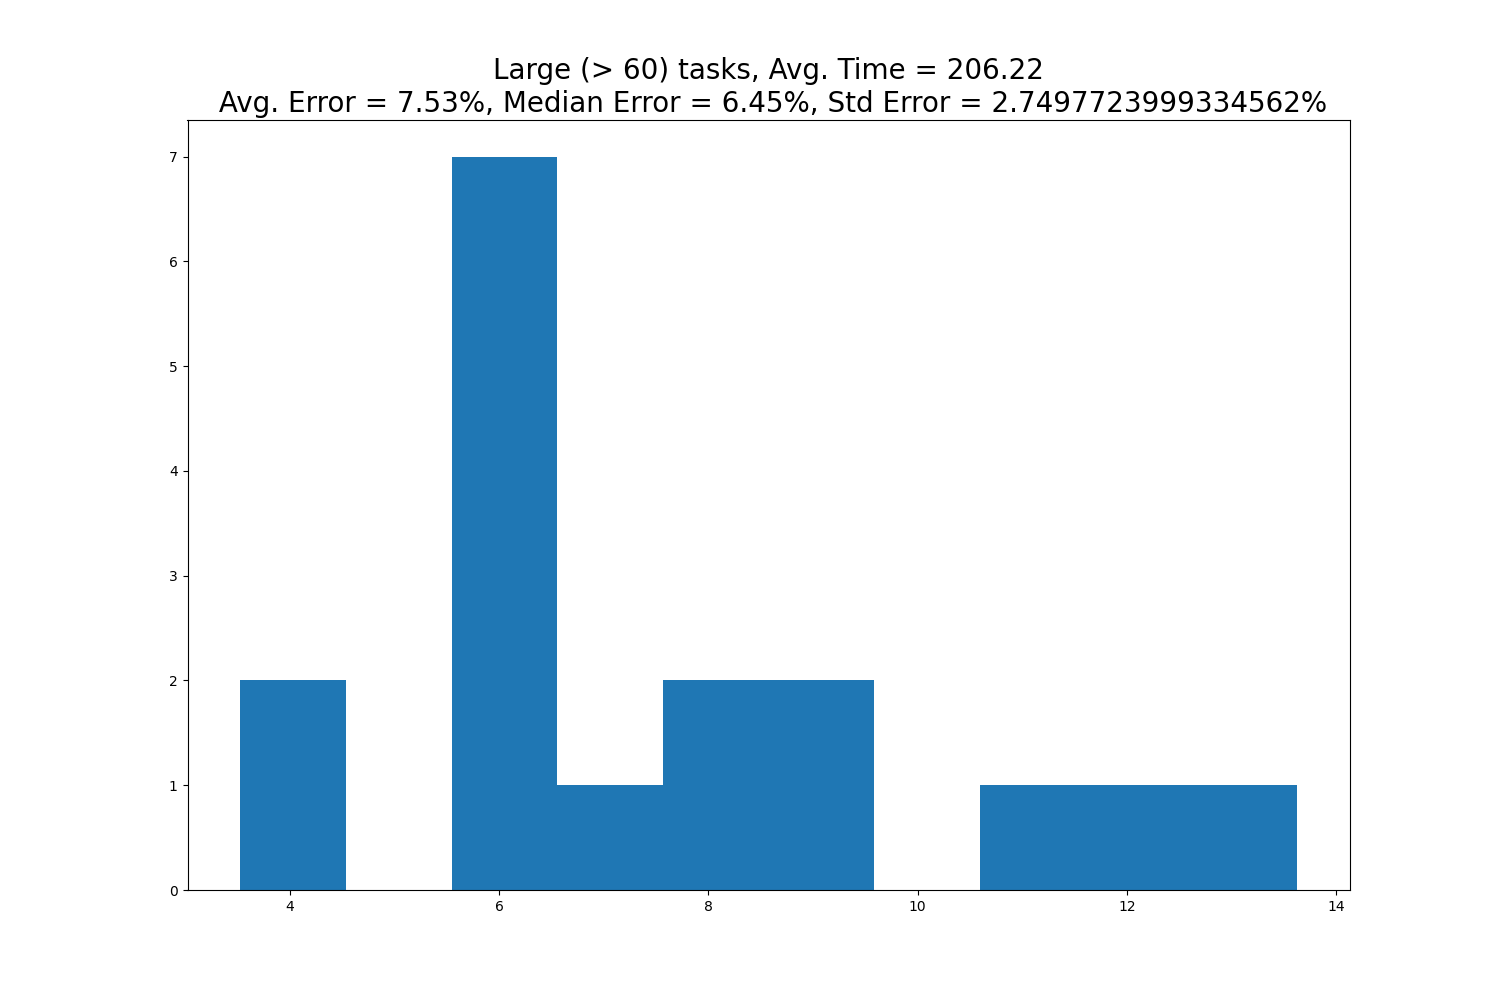 Large (> 60) tasks, Avg. Time = 206.22
Avg. Error = 7.53%, Median Error = 6.45%, Std Error = 2.7497723999334562%
7
6
5
4
3
2
1
0
4 6 8 10 12 14